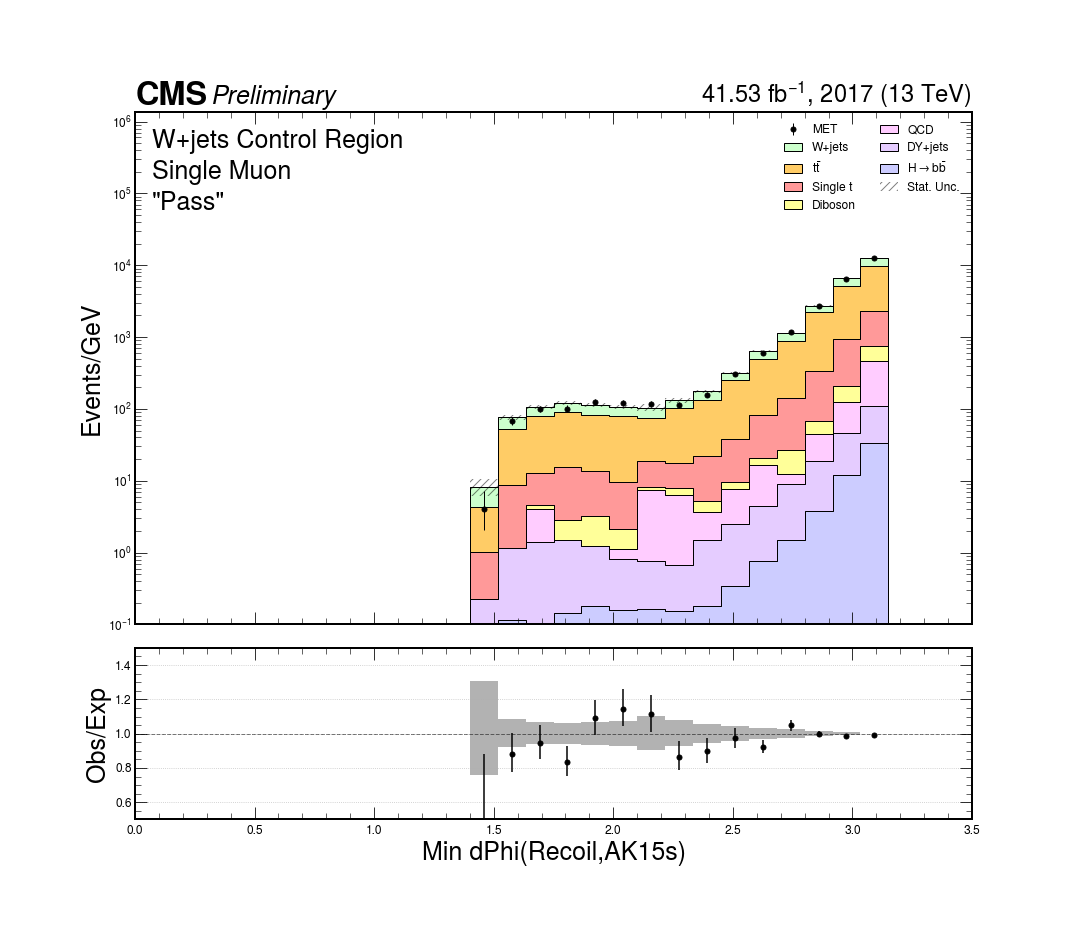 CMS Preliminary
41.53 fb⁻¹, 2017 (13 TeV)
W+jets Control Region
Single Muon
"Pass"
MET
W+jets
tt̄
Single t
Diboson
QCD
DY+jets
H→bb̄
Stat. Unc.
Events/GeV
10⁶
10⁵
10⁴
10³
10²
10¹
10⁰
10⁻¹
Obs/Exp
1.4
1.2
1.0
0.8
0.6
0.0 0.5 1.0 1.5 2.0 2.5 3.0 3.5
Min dPhi(Recoil,AK15s)